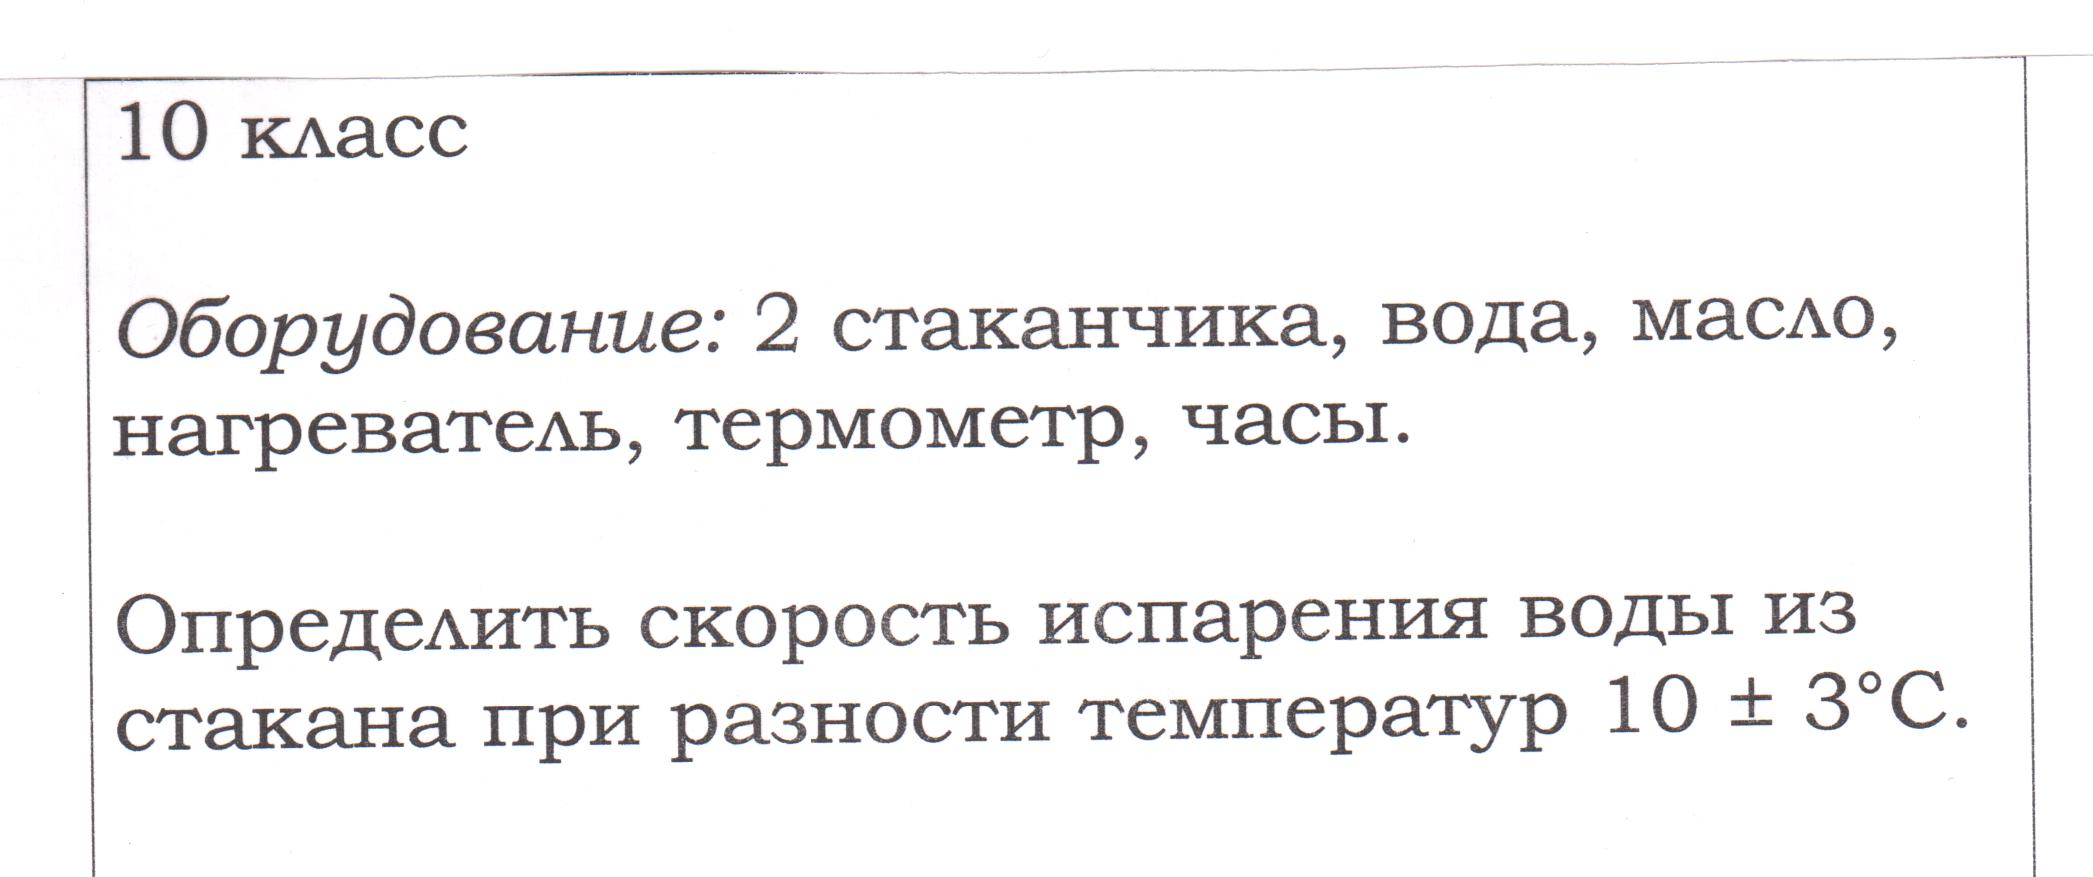 10 класс
Оборудование: 2 стаканчика, вода, масло,
нагреватель, термометр, часы.
Определить скорость испарения воды из
стакана при разности температур 10 ± 3°С.